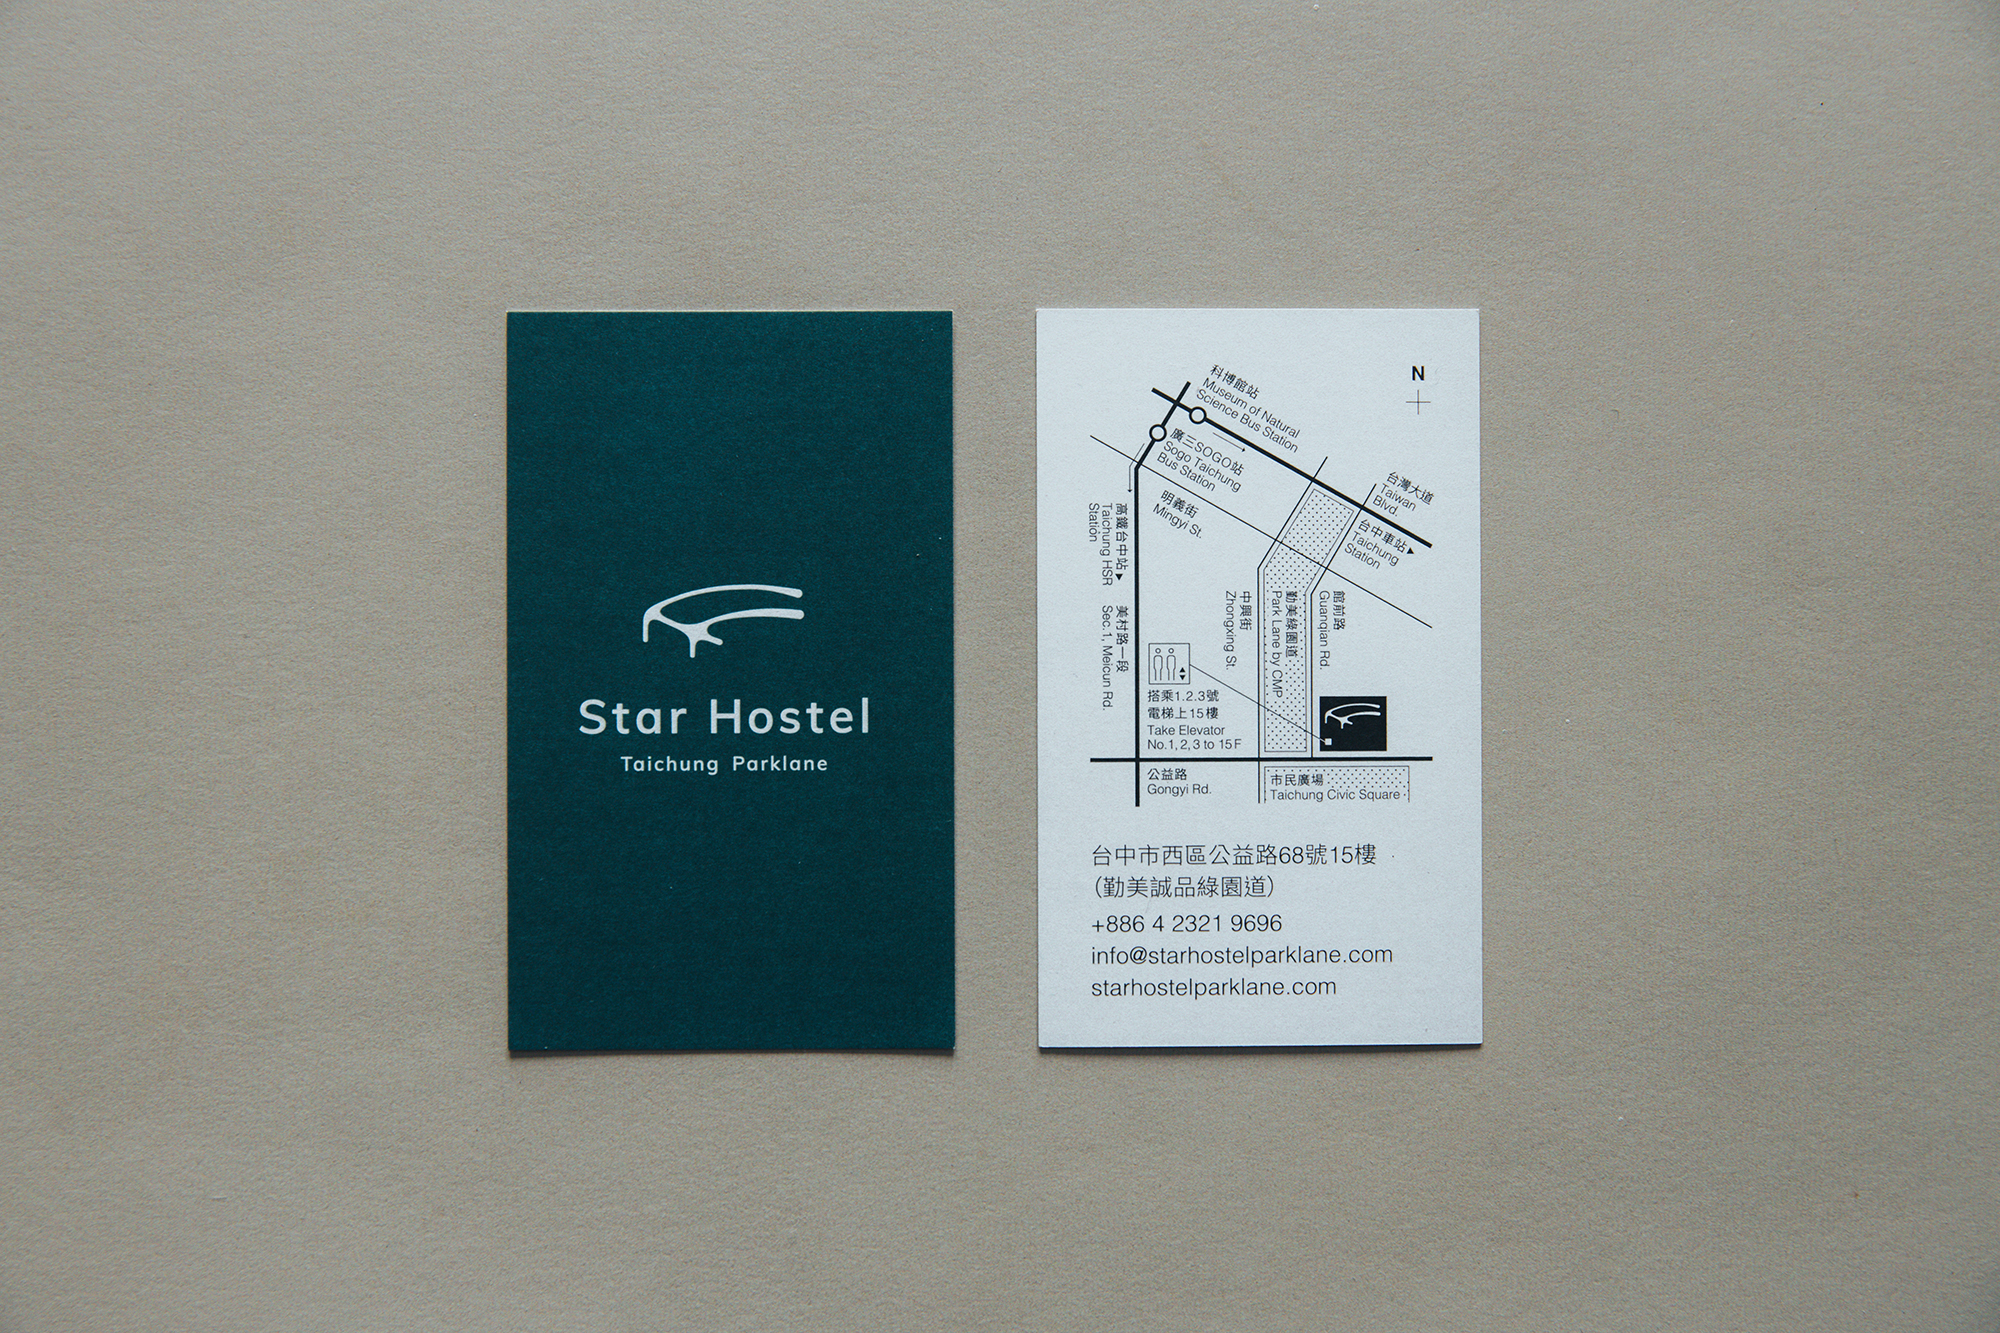 Star Hostel
Taichung Parklane
N
科博館站
Museum of Natural
Science Bus Station
廣三SOGO站
Sogo Taichung
Bus Station
台灣大道
Taiwan
Blvd.
明義街
Mingyi St.
台中車站▶
Taichung
Station
高鐵台中站▶
Taichung HSR
Station
美村路一段
Sec.1, Meicun Rd.
中興街
Zhongxing St.
勤美綠園道
Park Lane by CMP
館前路
Guanqian Rd.
搭乘1.2.3號
電梯上15樓
Take Elevator
No.1, 2, 3 to 15 F
公益路
Gongyi Rd.
市民廣場
Taichung Civic Square
台中市西區公益路68號15樓
（勤美誠品綠園道）
+886 4 2321 9696
info@starhostelparklane.com
starhostelparklane.com